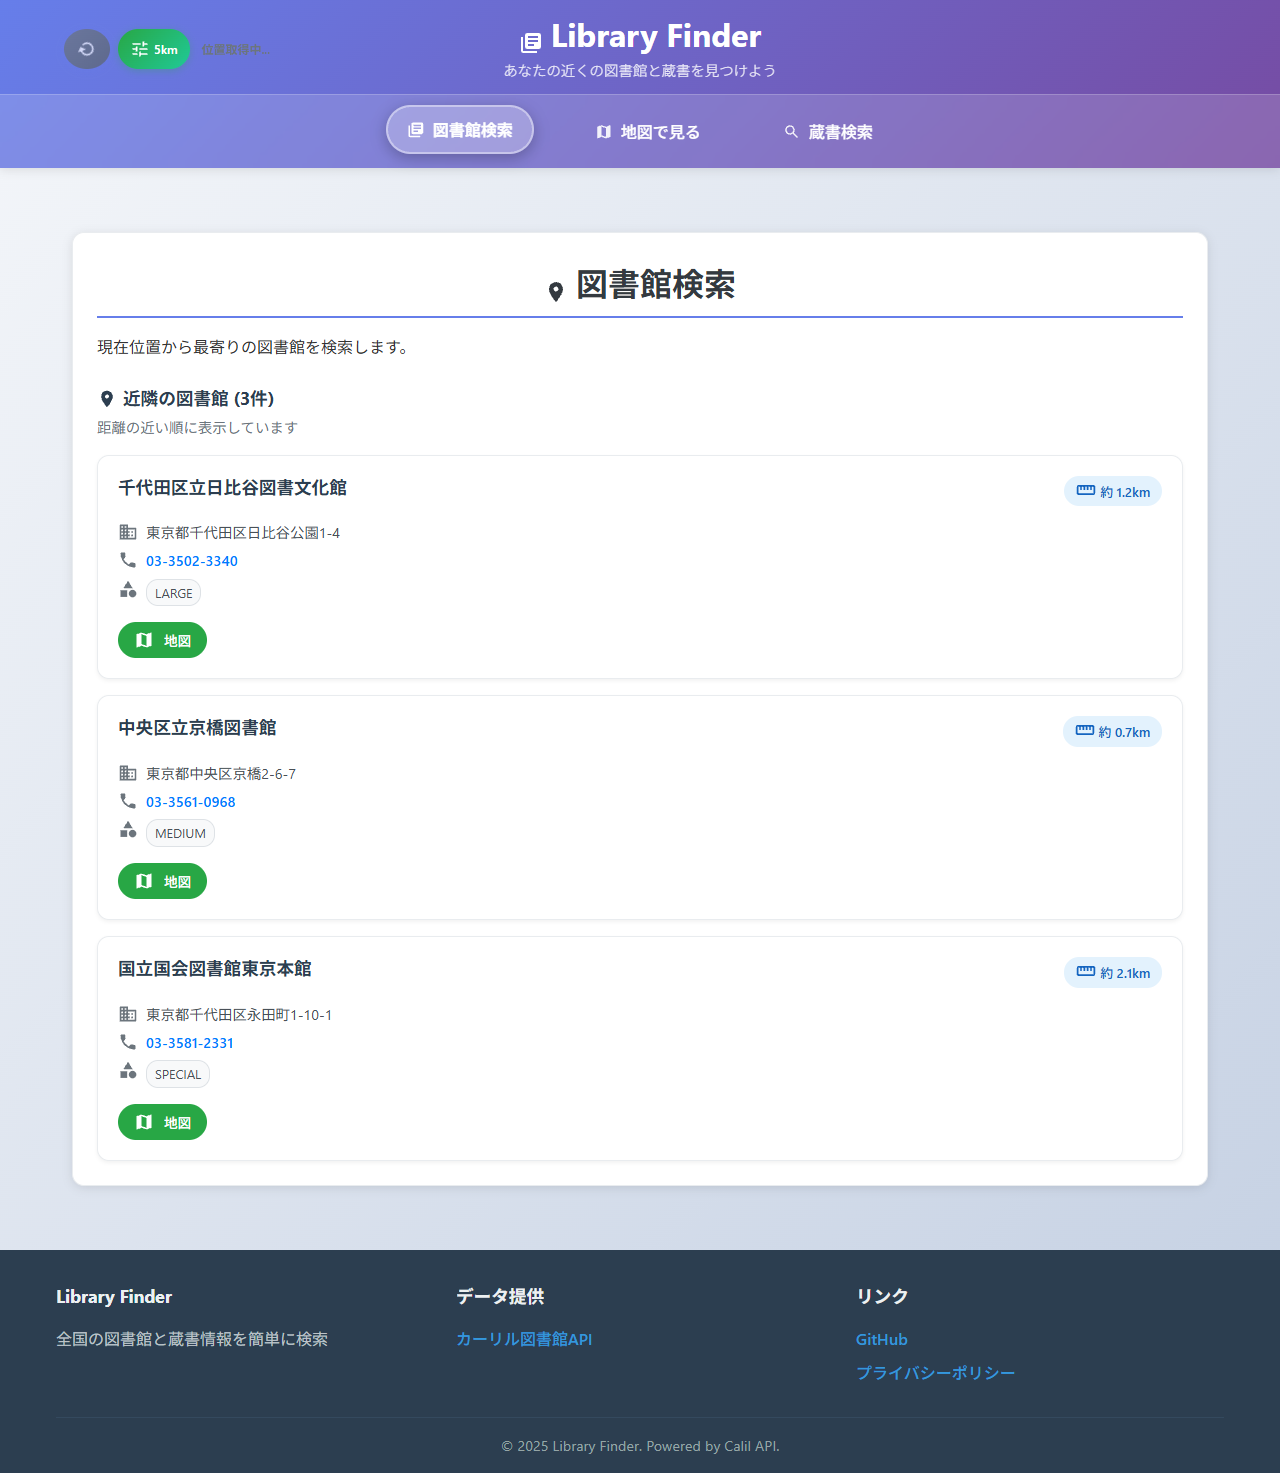 5km
位置取得中...
Library Finder
あなたの近くの図書館と蔵書を見つけよう
図書館検索
地図で見る
蔵書検索
図書館検索
現在位置から最寄りの図書館を検索します。
近隣の図書館 (3件)
距離の近い順に表示しています
千代田区立日比谷図書文化館
約 1.2km
東京都千代田区日比谷公園1-4
03-3502-3340
LARGE
地図
中央区立京橋図書館
約 0.7km
東京都中央区京橋2-6-7
03-3561-0968
MEDIUM
地図
国立国会図書館東京本館
約 2.1km
東京都千代田区永田町1-10-1
03-3581-2331
SPECIAL
地図
Library Finder
全国の図書館と蔵書情報を簡単に検索
データ提供
カーリル図書館API
リンク
GitHub
プライバシーポリシー
© 2025 Library Finder. Powered by Calil API.